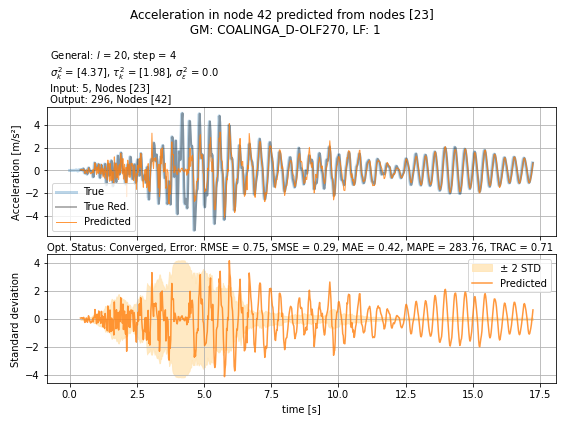 Acceleration in node 42 predicted from nodes [23]
GM: COALINGA_D-OLF270, LF: 1
General: l = 20, step = 4
σ²ₖ = [4.37], τ²ₖ = [1.98], σ²ε = 0.0
Input: 5, Nodes [23]
Output: 296, Nodes [42]
Acceleration [m/s²]
4
2
0
−2
−4
True
True Red.
Predicted
Opt. Status: Converged, Error: RMSE = 0.75, SMSE = 0.29, MAE = 0.42, MAPE = 283.76, TRAC = 0.71
Standard deviation
4
2
0
−2
−4
± 2 STD
Predicted
0.0 2.5 5.0 7.5 10.0 12.5 15.0 17.5
time [s]